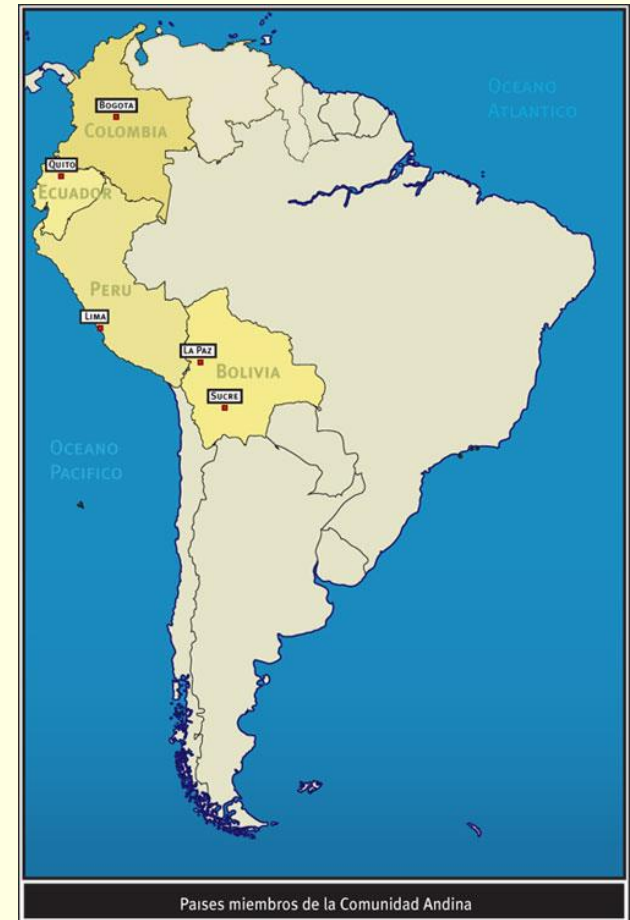 OCEANO
ATLANTICO
BOGOTA
COLOMBIA
QUITO
ECUADOR
PERU
LIMA
LA PAZ
BOLIVIA
SUCRE
OCEANO
PACIFICO
Países miembros de la Comunidad Andina